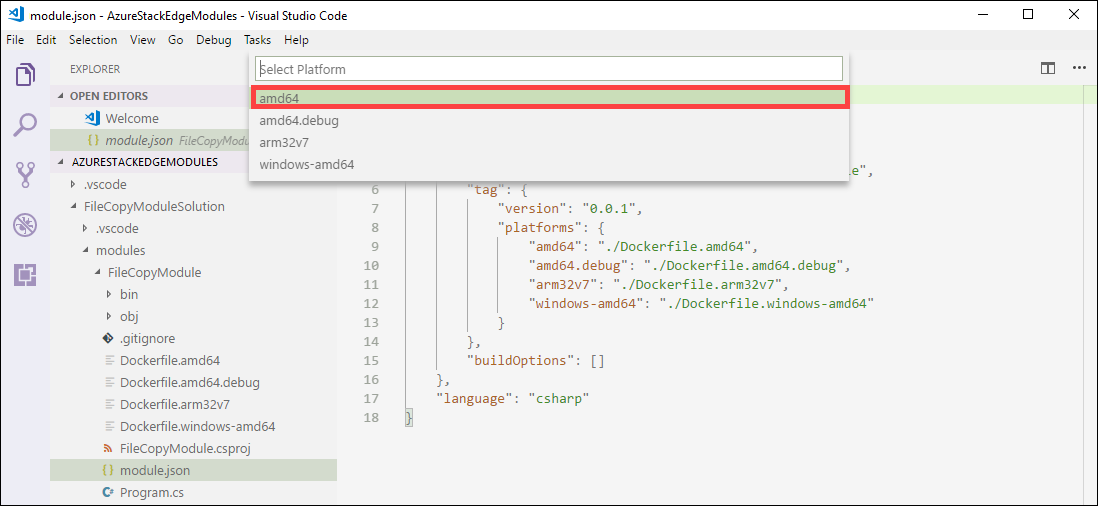 module.json - AzureStackEdgeModules - Visual Studio Code
File Edit Selection View Go Debug Tasks Help
EXPLORER
OPEN EDITORS
Welcome
{ } module.json FileCopyModu
AZURESTACKEDGEMODULES
.vscode
FileCopyModuleSolution
.vscode
modules
FileCopyModule
bin
obj
.gitignore
Dockerfile.amd64
Dockerfile.amd64.debug
Dockerfile.arm32v7
Dockerfile.windows-amd64
FileCopyModule.csproj
{ } module.json
C# Program.cs
Select Platform
amd64
amd64.debug
arm32v7
windows-amd64
le",
6 "tag": {
7 "version": "0.0.1",
8 "platforms": {
9 "amd64": "./Dockerfile.amd64",
10 "amd64.debug": "./Dockerfile.amd64.debug",
11 "arm32v7": "./Dockerfile.arm32v7",
12 "windows-amd64": "./Dockerfile.windows-amd64"
13 }
14 },
15 "buildOptions": []
16 },
17 "language": "csharp"
18 }